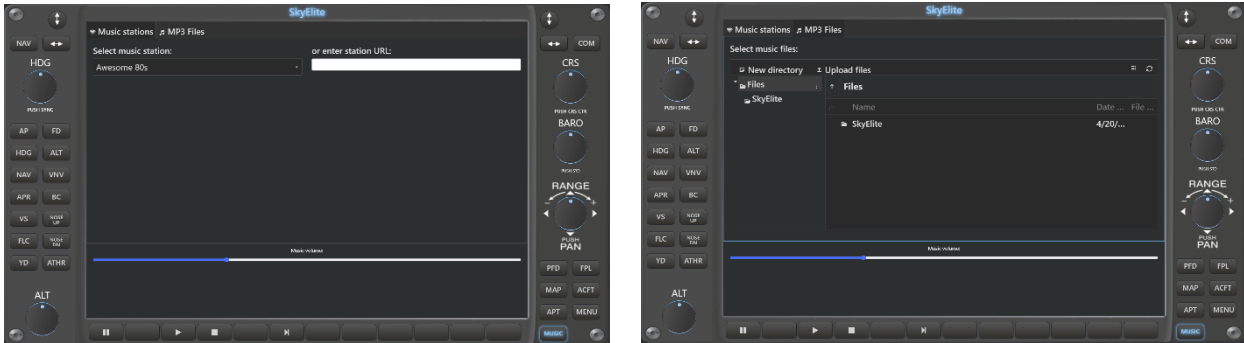 SkyElite
Music stations MP3 Files
Select music station: or enter station URL:
Awesome 80s
Music volume
NAV
HDG
PUSH SYNC
AP FD
HDG ALT
NAV VNV
APR BC
VS NOSE UP
FLC NOSE DN
YD ATHR
ALT
COM
CRS
PUSH CRS CTR
BARO
PUSH STD
RANGE
- +
PUSH
PAN
PFD FPL
MAP ACFT
APT MENU
MUSIC
SkyElite
Music stations MP3 Files
Select music files:
New directory Upload files
Files
SkyElite
Files
Name Date ... File ...
SkyElite 4/20/...
Music volume
NAV
HDG
PUSH SYNC
AP FD
HDG ALT
NAV VNV
APR BC
VS NOSE UP
FLC NOSE DN
YD ATHR
ALT
COM
CRS
PUSH CRS CTR
BARO
PUSH STD
RANGE
- +
PUSH
PAN
PFD FPL
MAP ACFT
APT MENU
MUSIC